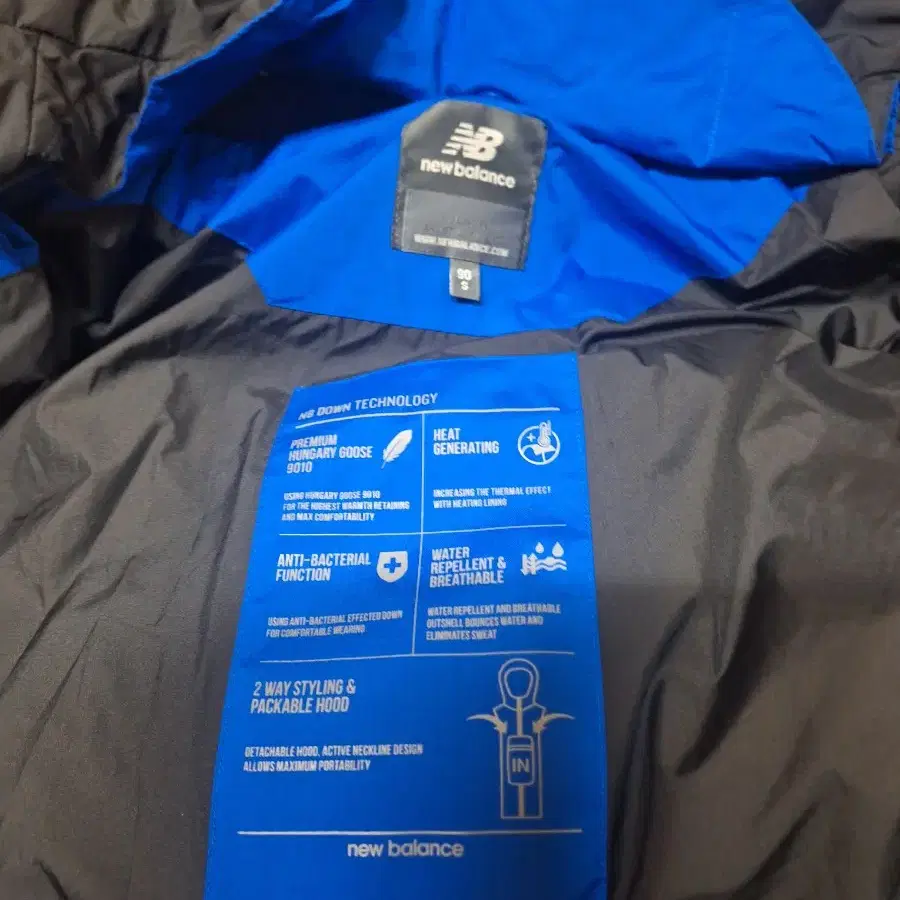 NB
new balance
WWW.NEWBALANCE.COM
90
S
NB DOWN TECHNOLOGY
PREMIUM
HUNGARY GOOSE
9010
USING HUNGARY GOOSE 9010
FOR THE HIGHEST WARMTH RETAINING
AND MAX COMFORTABILITY
HEAT
GENERATING
INCREASING THE THERMAL EFFECT
WITH HEATING LINING
ANTI-BACTERIAL
FUNCTION
USING ANTI-BACTERIAL EFFECTED DOWN
FOR COMFORTABLE WEARING
WATER
REPELLENT &
BREATHABLE
WATER REPELLENT AND BREATHABLE
OUTSHELL BOUNCES WATER AND
ELIMINATES SWEAT
2 WAY STYLING &
PACKABLE HOOD
DETACHABLE HOOD, ACTIVE NECKLINE DESIGN
ALLOWS MAXIMUM PORTABILITY
IN
new balance